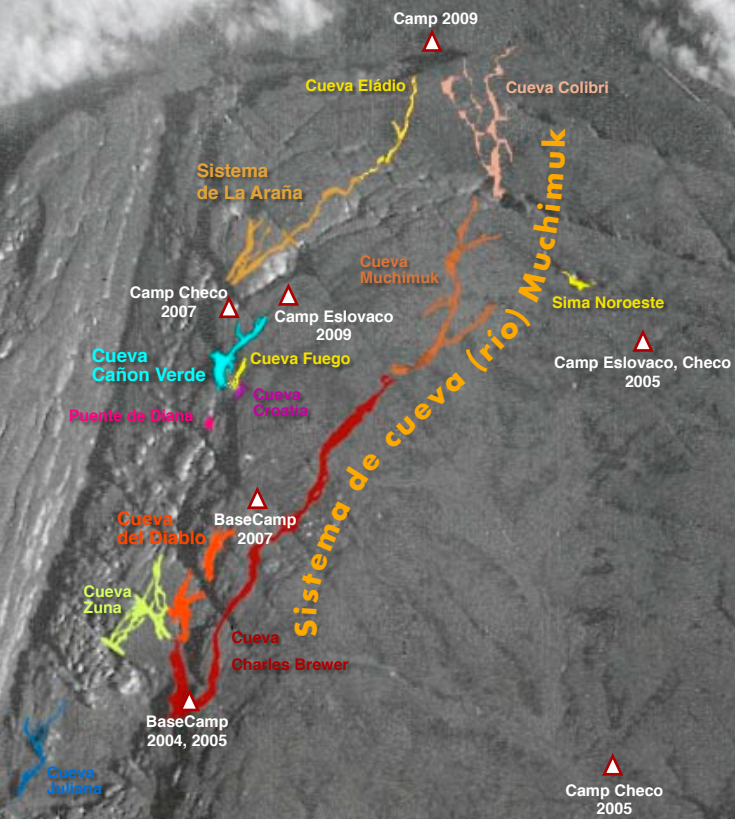 Camp 2009
Cueva Eládio
Cueva Colibri
Sistema
de La Araña
Sistema de cueva (río) Muchimuk
Cueva
Muchimuk
Camp Checo
2007
Camp Eslovaco
2009
Sima Noroeste
Camp Eslovaco, Checo
2005
Cueva
Cañon Verde
Cueva Fuego
Cueva
Croatia
Puente de Diana
BaseCamp
2007
Cueva
del Diablo
Cueva
Zuna
Cueva
Charles Brewer
BaseCamp
2004, 2005
Cueva
Juliana
Camp Checo
2005